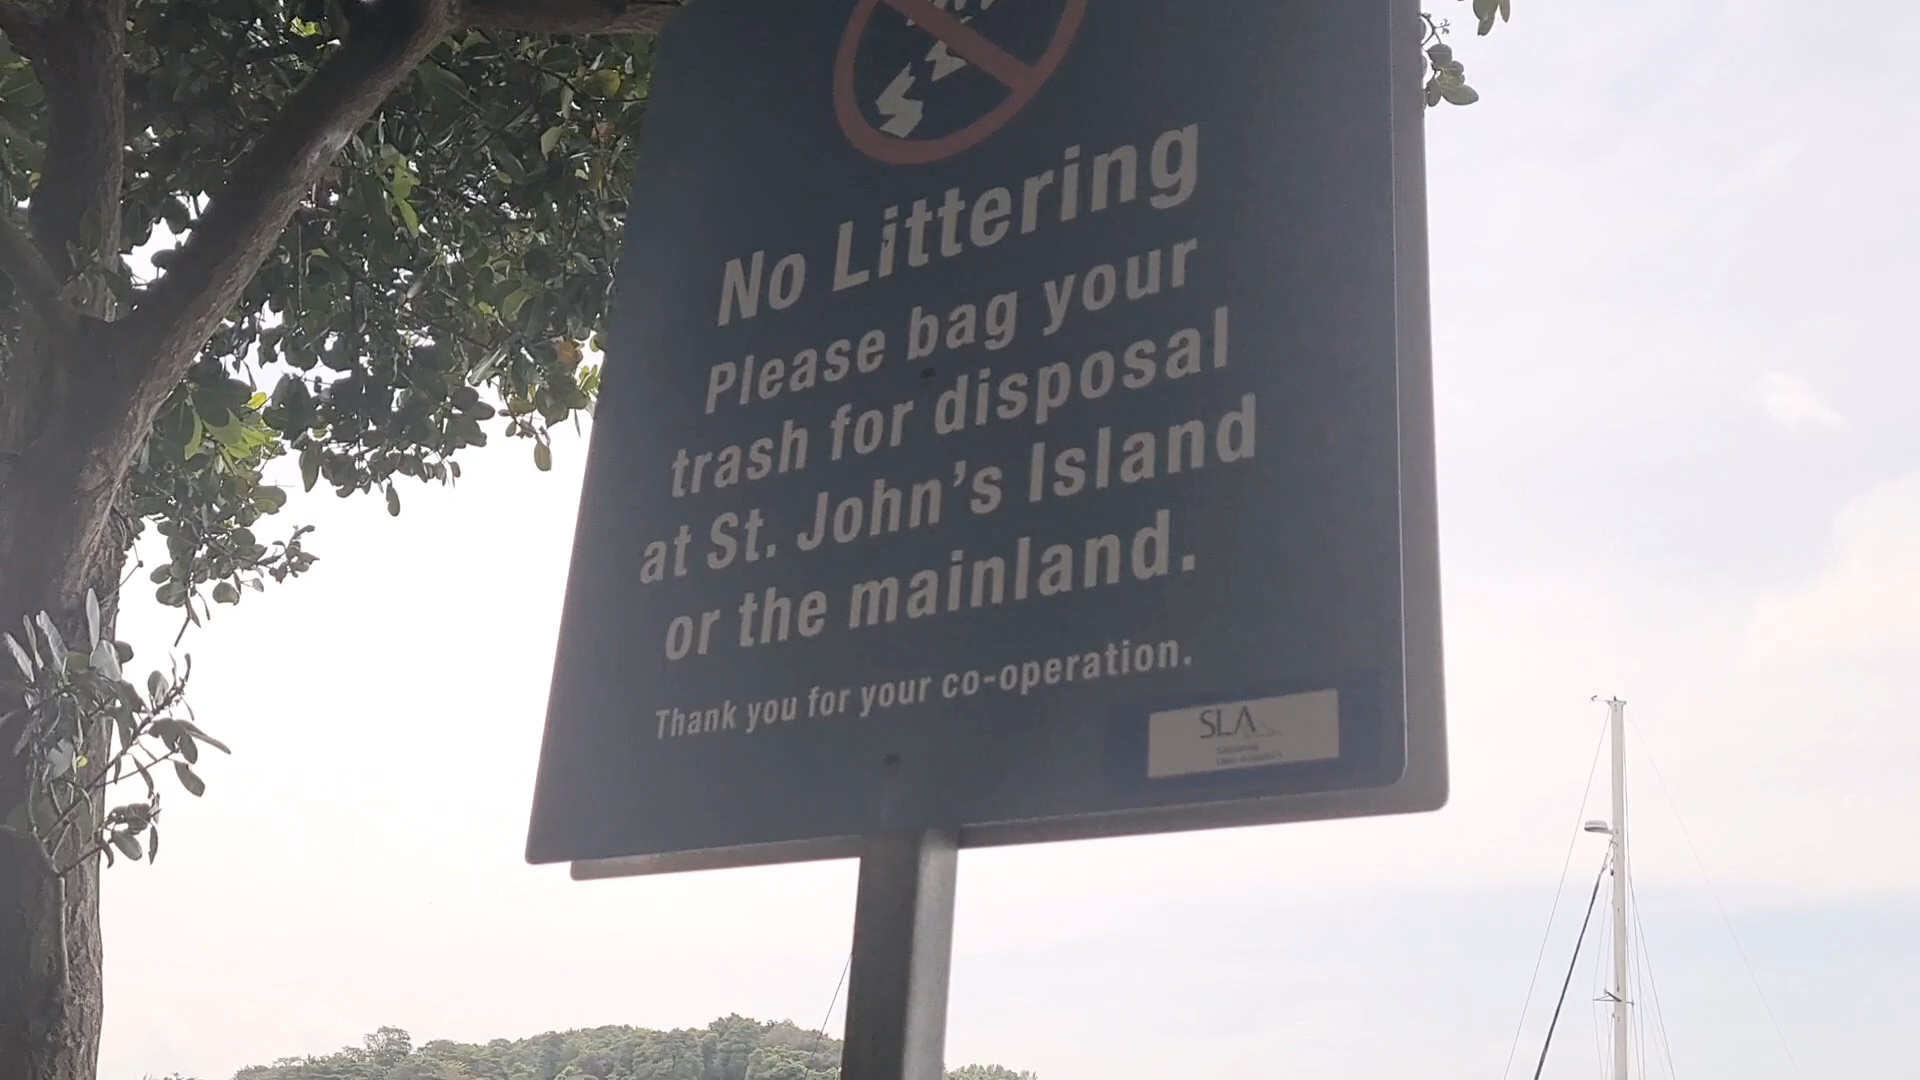 No Littering
Please bag your
trash for disposal
at St. John's Island
or the mainland.
Thank you for your co-operation.
SLA